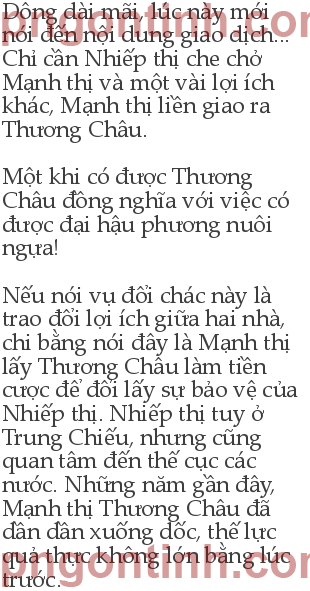 Dông dài mãi, lúc này mới
nói đến nội dung giao dịch...
Chỉ cần Nhiếp thị che chở
Mạnh thị và một vài lợi ích
khác, Mạnh thị liền giao ra
Thương Châu.
Một khi có được Thương
Châu đồng nghĩa với việc có
được đại hậu phương nuôi
ngựa!
Nếu nói vụ đổi chác này là
trao đổi lợi ích giữa hai nhà,
chi bằng nói đây là Mạnh thị
lấy Thương Châu làm tiền
cược để đổi lấy sự bảo vệ của
Nhiếp thị. Nhiếp thị tuy ở
Trung Chiếu, nhưng cũng
quan tâm đến thế cục các
nước. Những năm gần đây,
Mạnh thị Thương Châu đã
dần dần xuống dốc, thế lực
quả thực không lớn bằng lúc
trước.